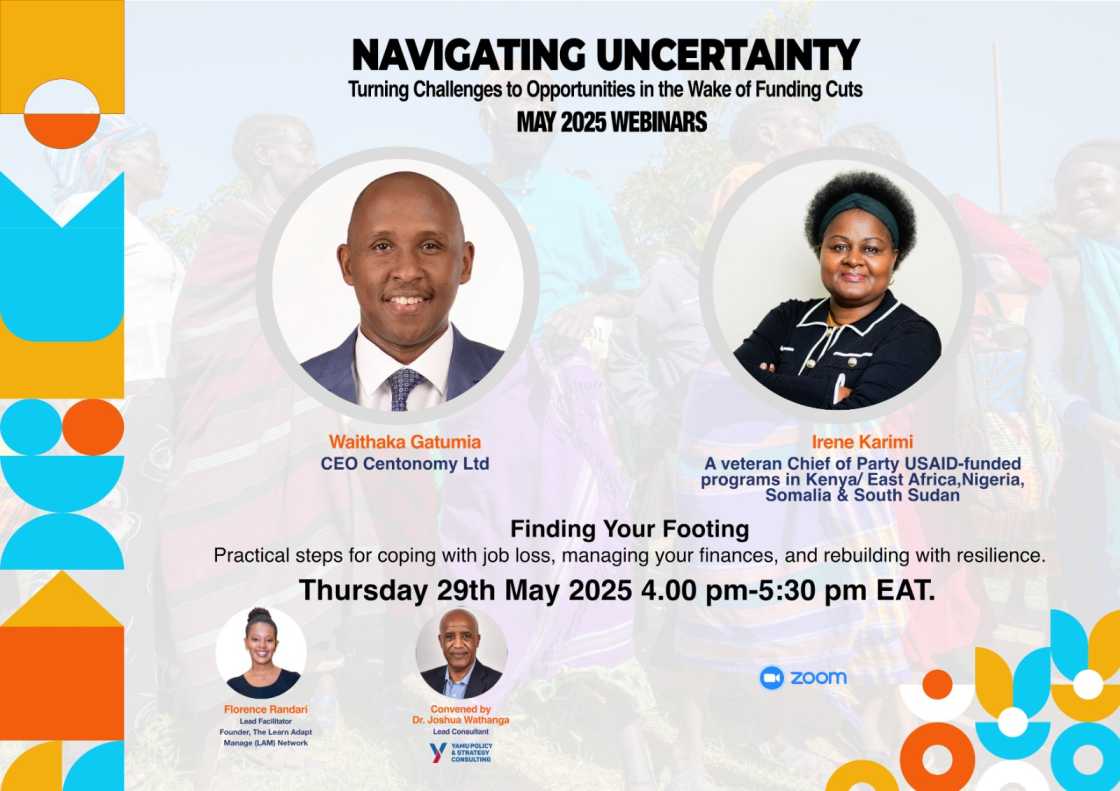 NAVIGATING UNCERTAINTY
Turning Challenges to Opportunities in the Wake of Funding Cuts
MAY 2025 WEBINARS
Waithaka Gatumia
CEO Centonomy Ltd
Irene Karimi
A veteran Chief of Party USAID-funded
programs in Kenya/ East Africa,Nigeria,
Somalia & South Sudan
Finding Your Footing
Practical steps for coping with job loss, managing your finances, and rebuilding with resilience.
Thursday 29th May 2025 4.00 pm-5:30 pm EAT.
Florence Randari
Lead Facilitator
Founder, The Learn Adapt
Manage (LAM) Network
Convened by
Dr. Joshua Wathanga
Lead Consultant
YAHU POLICY
& STRATEGY
CONSULTING
zoom